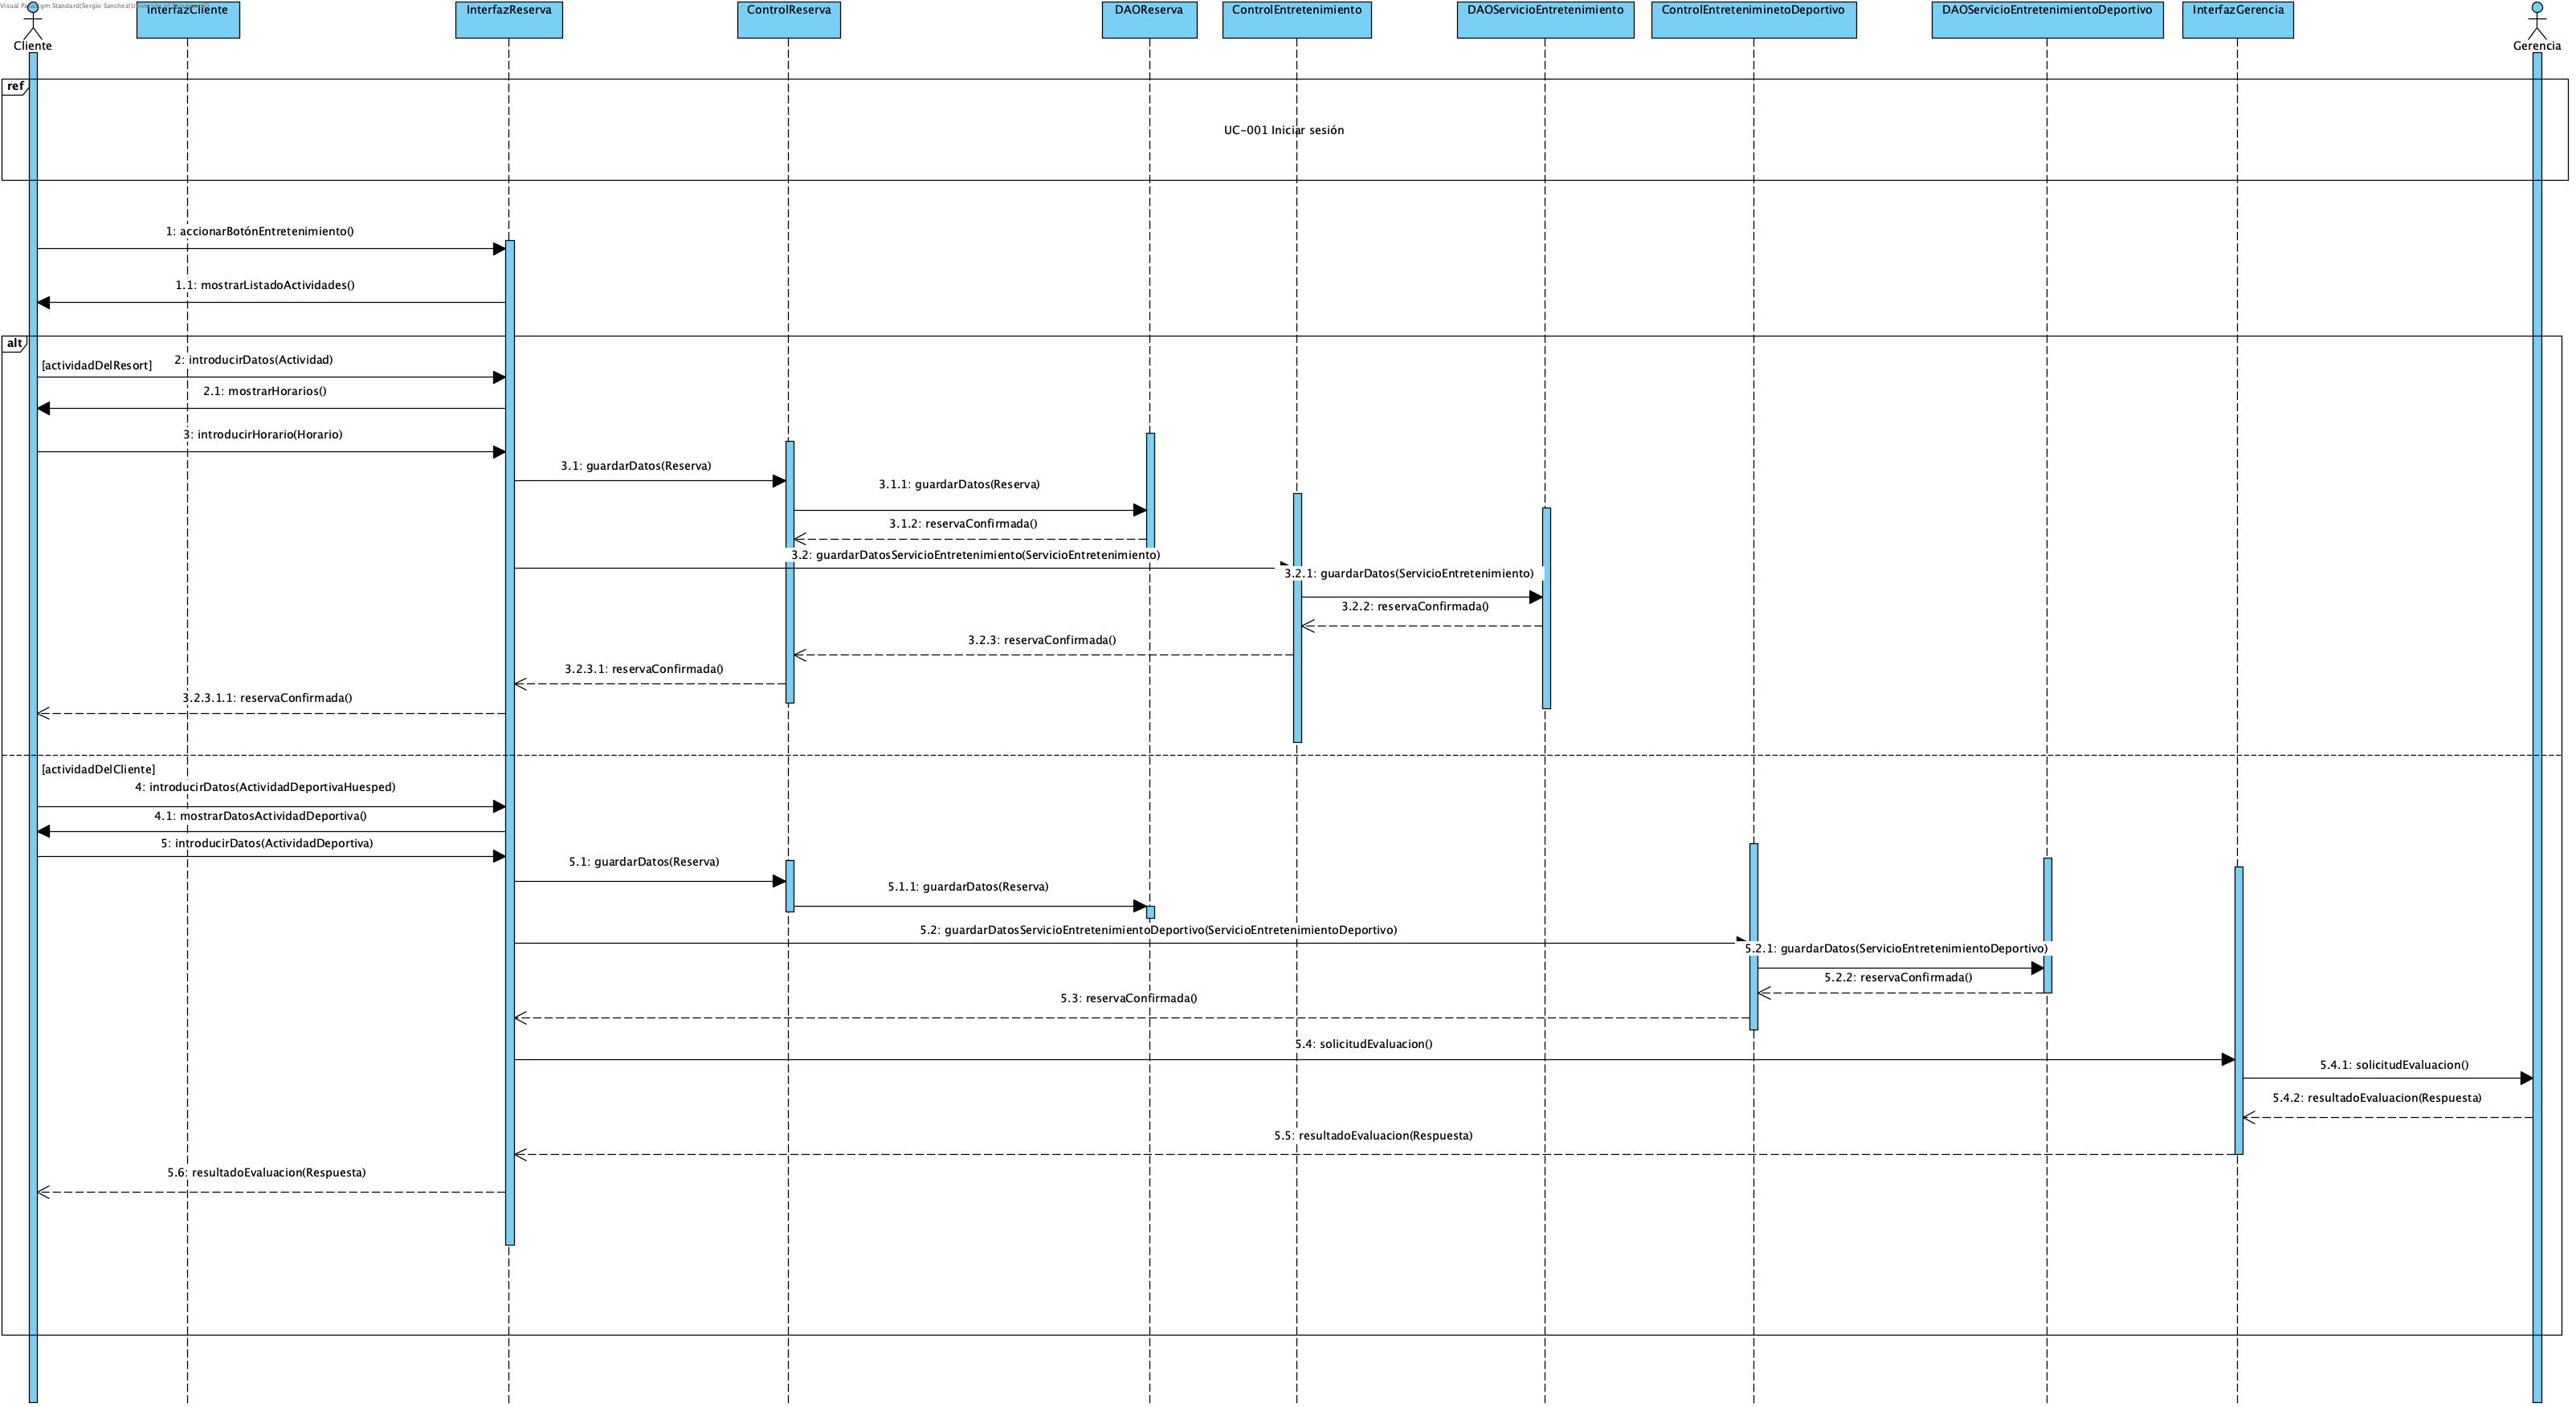 Visual Paradigm Standard(Sergio Sanchez(U
InterfazCliente
InterfazReserva
ControlReserva
DAOReserva
ControlEntretenimiento
DAOServicioEntretenimiento
ControlEntreteniminetoDeportivo
DAOServicioEntretenimientoDeportivo
InterfazGerencia
Cliente
Gerencia
ref
UC-001 Iniciar sesión
1: accionarBotónEntretenimiento()
1.1: mostrarListadoActividades()
alt
[actividadDelResort]
2: introducirDatos(Actividad)
2.1: mostrarHorarios()
3: introducirHorario(Horario)
3.1: guardarDatos(Reserva)
3.1.1: guardarDatos(Reserva)
3.1.2: reservaConfirmada()
3.2: guardarDatosServicioEntretenimiento(ServicioEntretenimiento)
3.2.1: guardarDatos(ServicioEntretenimiento)
3.2.2: reservaConfirmada()
3.2.3: reservaConfirmada()
3.2.3.1: reservaConfirmada()
3.2.3.1.1: reservaConfirmada()
[actividadDelCliente]
4: introducirDatos(ActividadDeportivaHuesped)
4.1: mostrarDatosActividadDeportiva()
5: introducirDatos(ActividadDeportiva)
5.1: guardarDatos(Reserva)
5.1.1: guardarDatos(Reserva)
5.2: guardarDatosServicioEntretenimientoDeportivo(ServicioEntretenimientoDeportivo)
5.2.1: guardarDatos(ServicioEntretenimientoDeportivo)
5.2.2: reservaConfirmada()
5.3: reservaConfirmada()
5.4: solicitudEvaluacion()
5.4.1: solicitudEvaluacion()
5.4.2: resultadoEvaluacion(Respuesta)
5.5: resultadoEvaluacion(Respuesta)
5.6: resultadoEvaluacion(Respuesta)